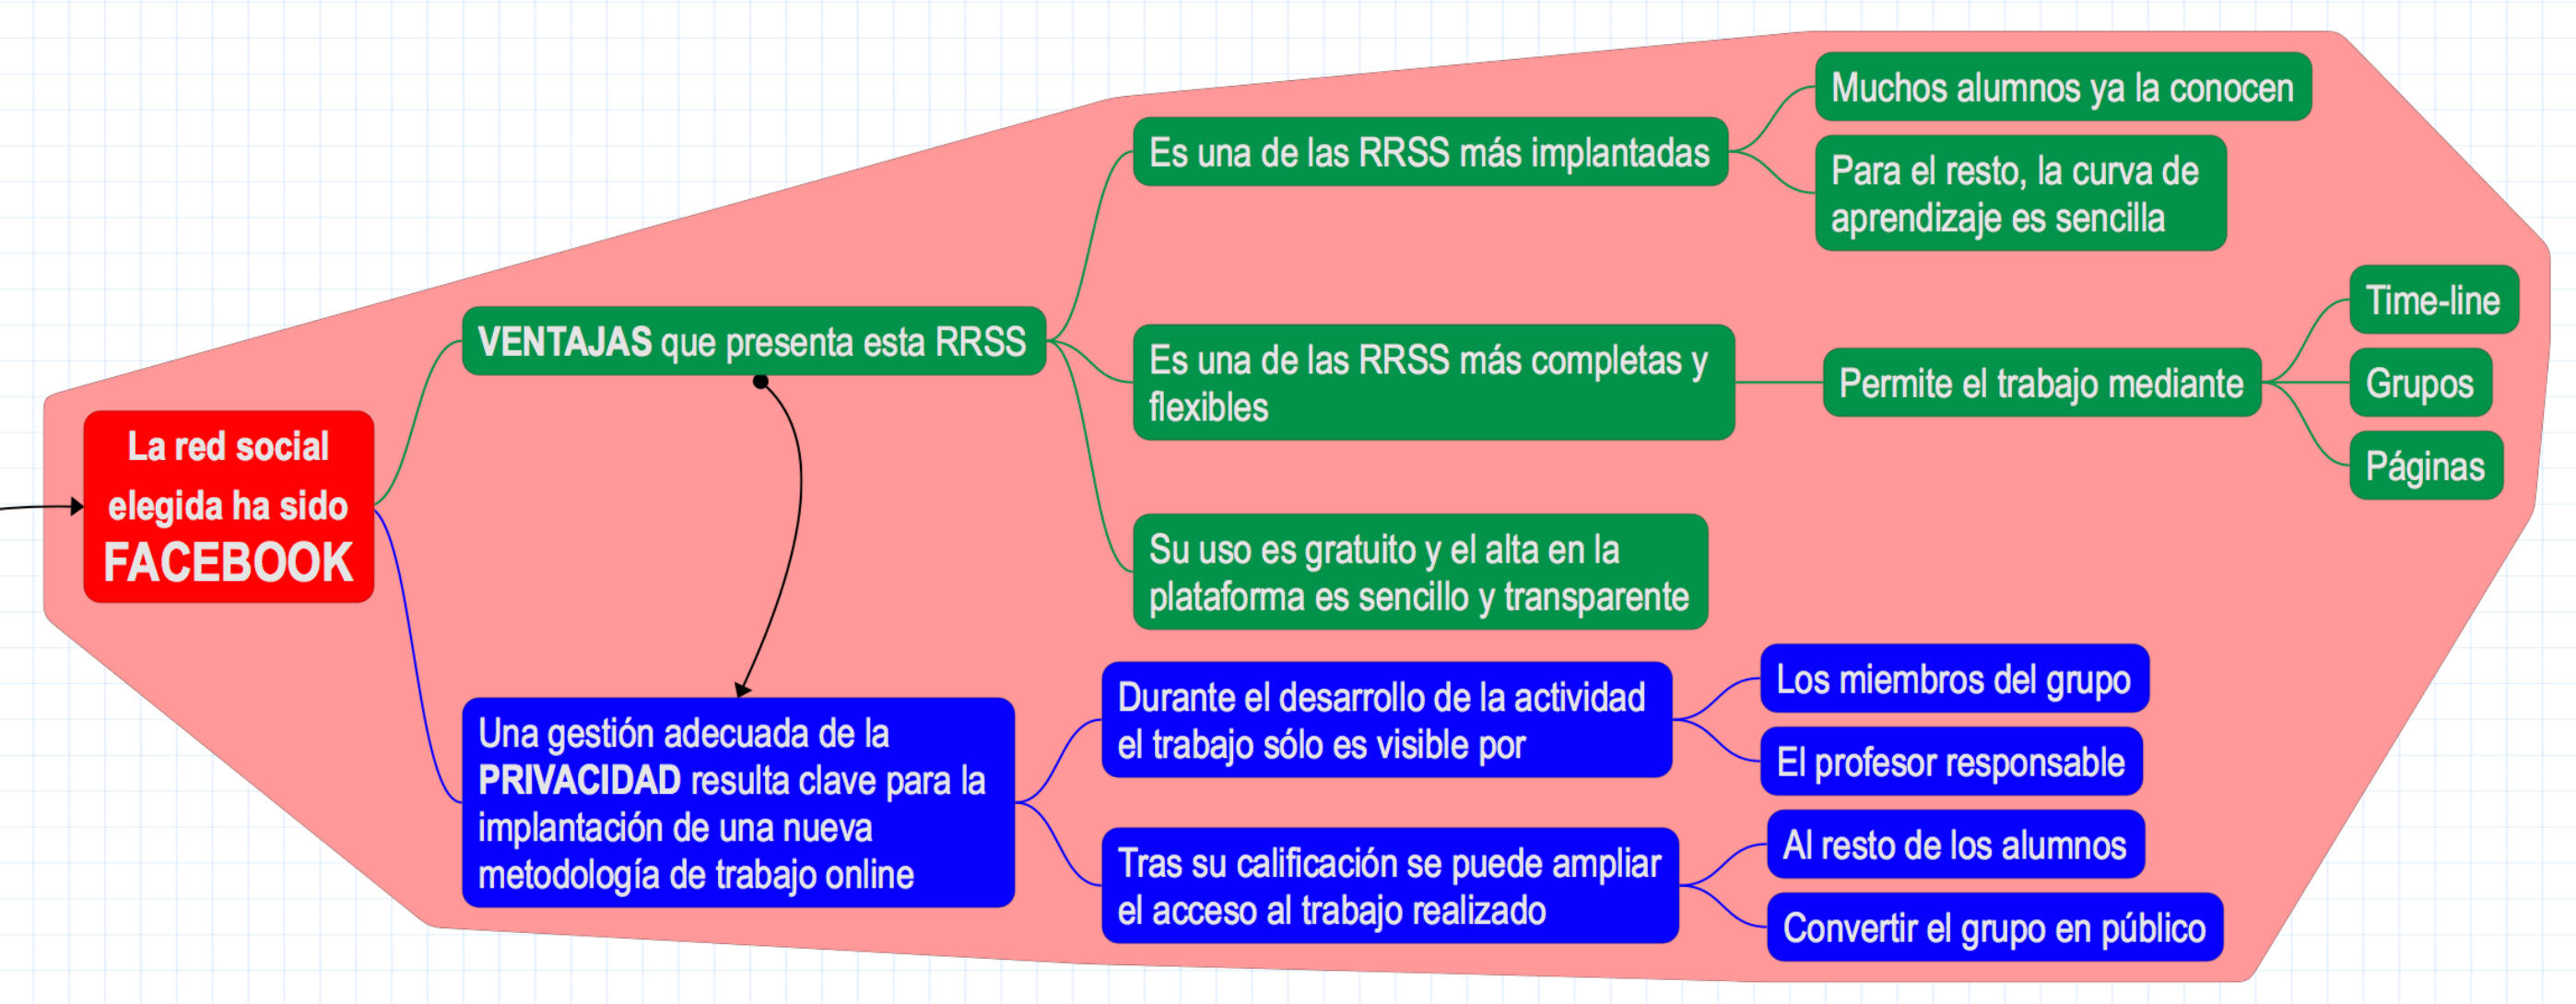 La red social
elegida ha sido
FACEBOOK
VENTAJAS que presenta esta RRSS
Es una de las RRSS más implantadas
Muchos alumnos ya la conocen
Para el resto, la curva de
aprendizaje es sencilla
Es una de las RRSS más completas y
flexibles
Permite el trabajo mediante
Time-line
Grupos
Páginas
Su uso es gratuito y el alta en la
plataforma es sencillo y transparente
Una gestión adecuada de la
PRIVACIDAD resulta clave para la
implantación de una nueva
metodología de trabajo online
Durante el desarrollo de la actividad
el trabajo sólo es visible por
Los miembros del grupo
El profesor responsable
Tras su calificación se puede ampliar
el acceso al trabajo realizado
Al resto de los alumnos
Convertir el grupo en público